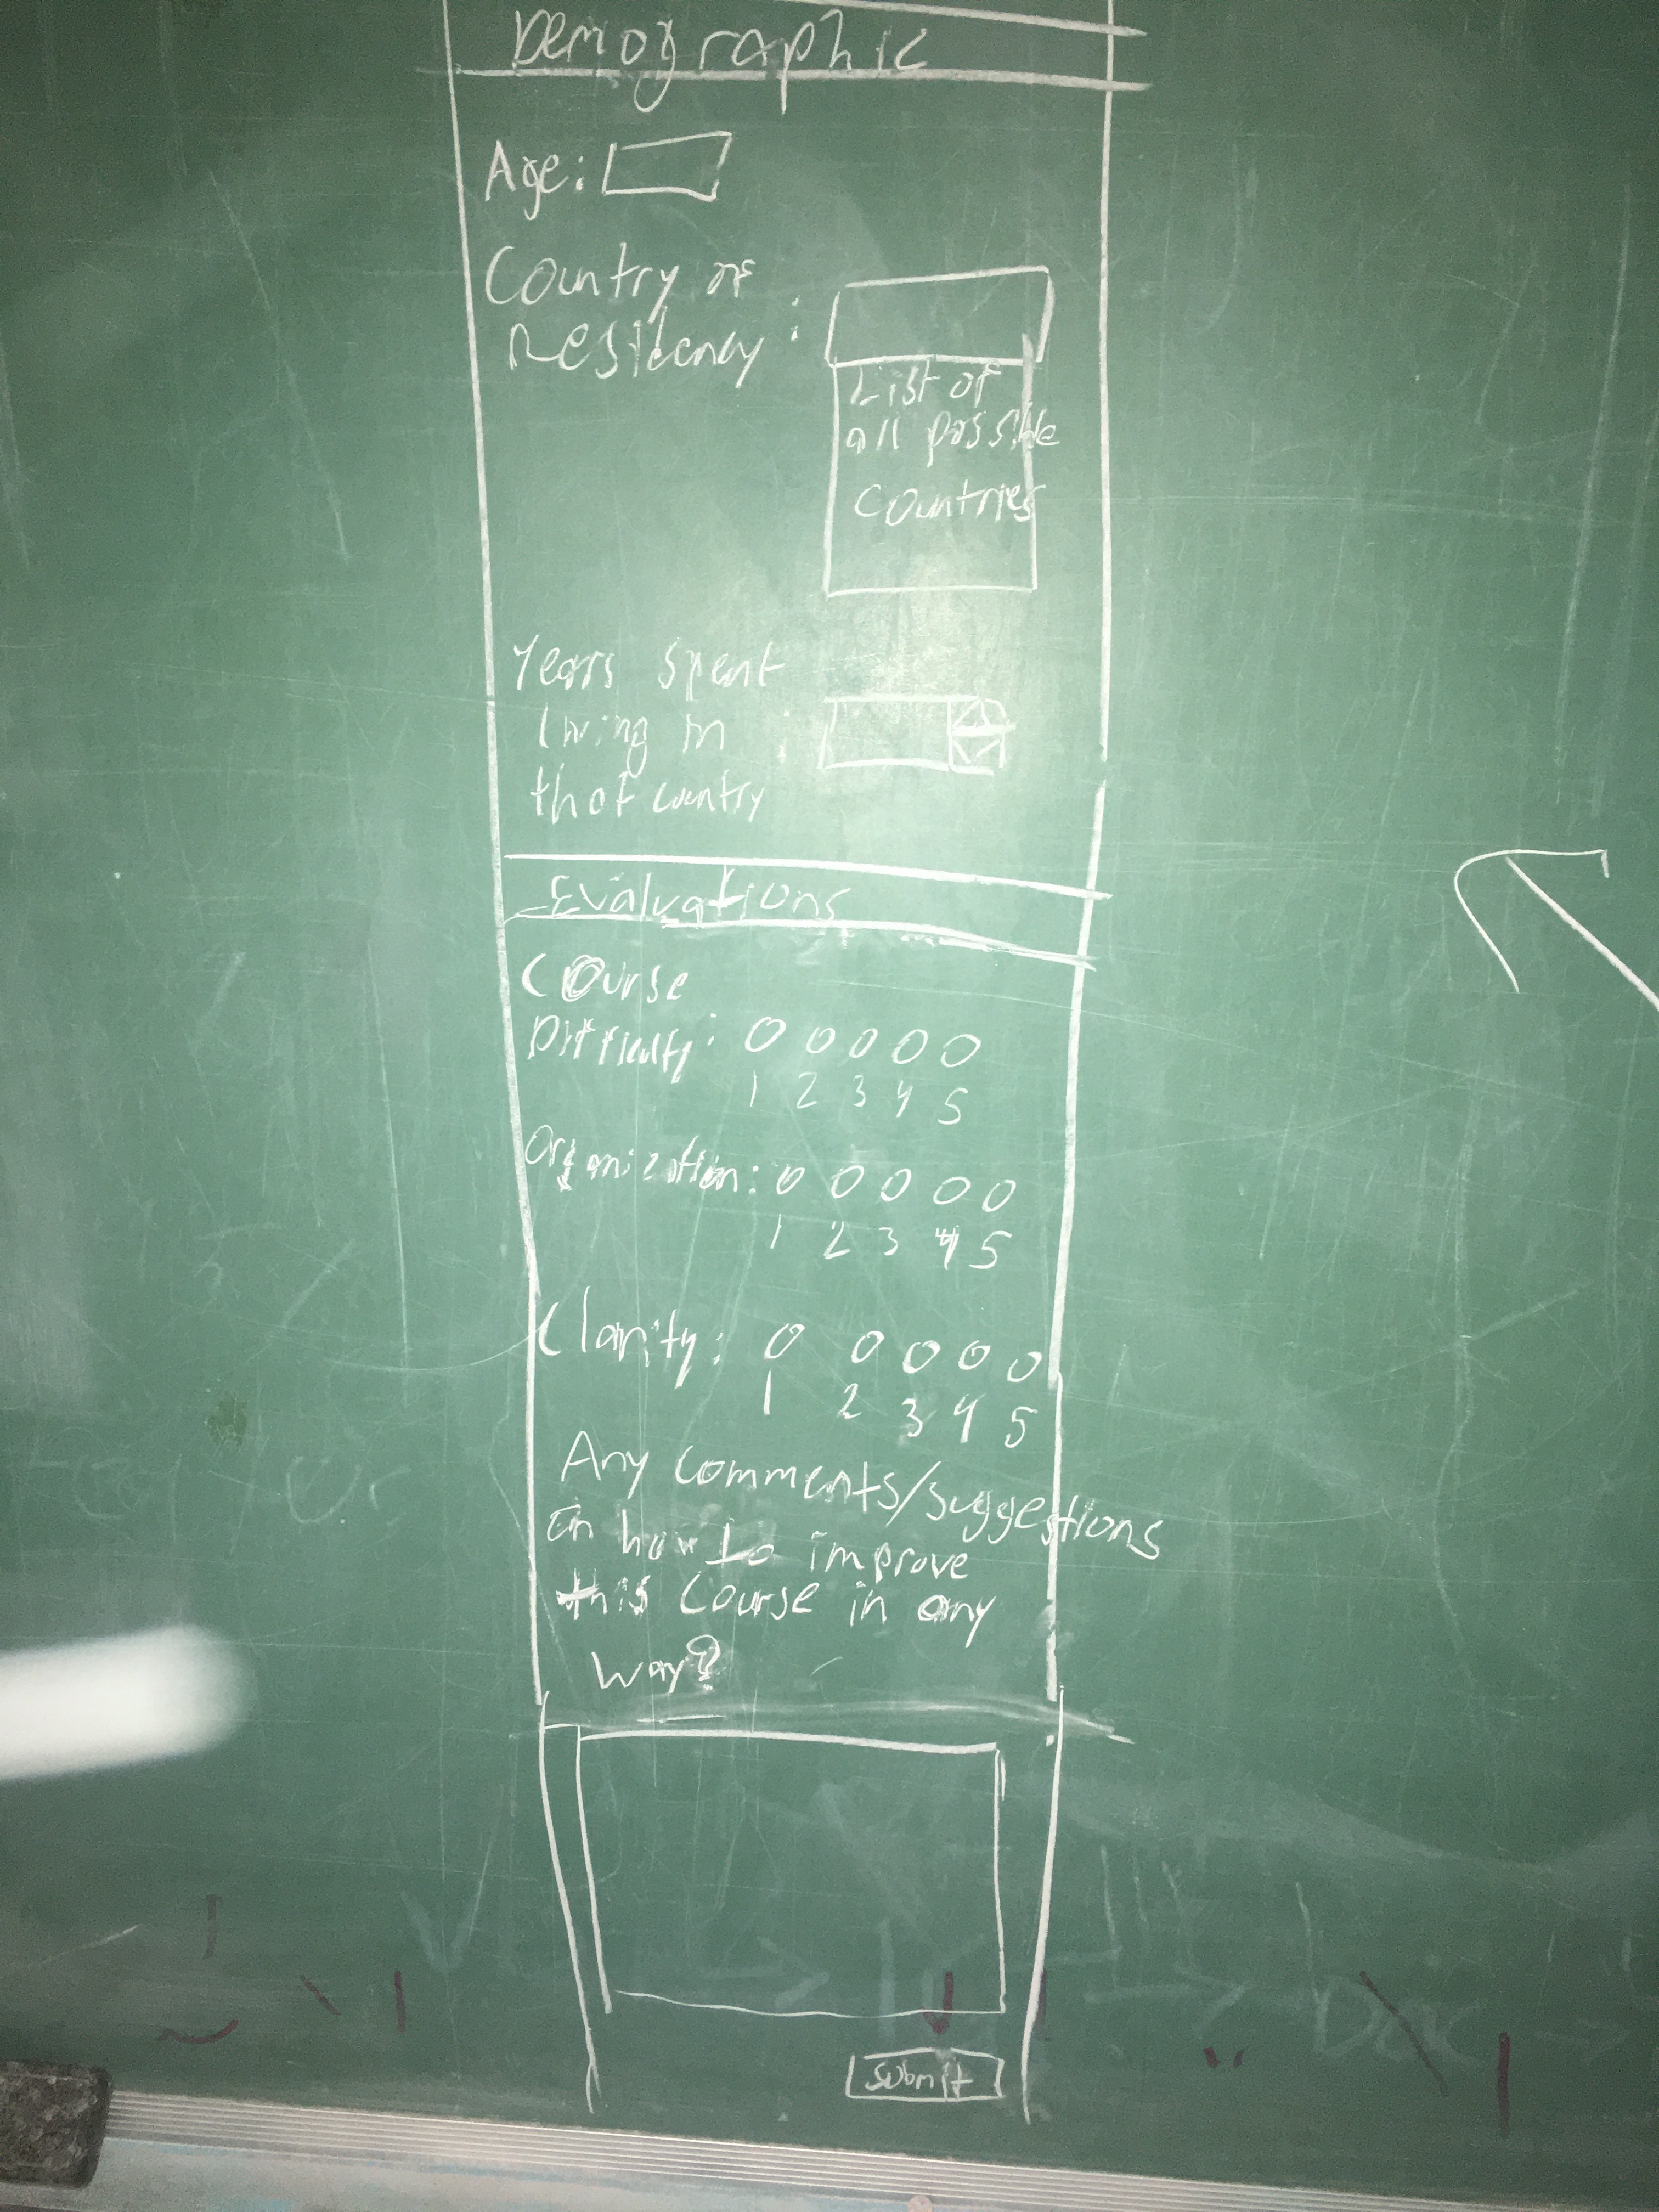 Demographic
Age:
Country of
Residency:
List of
all possible
Countries
Years spent
living in
that country
Evaluations
Course
Difficulty:
1 2 3 4 5
Organization:
1 2 3 4 5
Clarity:
1 2 3 4 5
Any Comments/suggestions
In how to improve
this Course in any
Way?
Submit